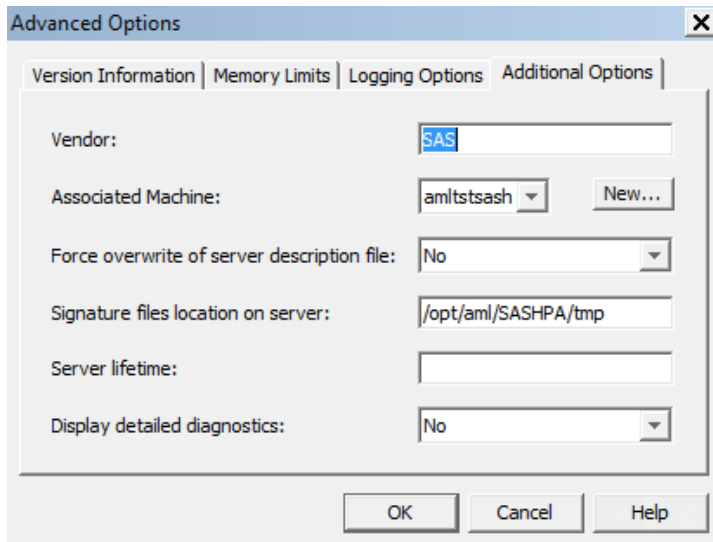 Advanced Options
Version Information Memory Limits Logging Options Additional Options
Vendor: SAS
Associated Machine: amltstsash New...
Force overwrite of server description file: No
Signature files location on server: /opt/aml/SASHPA/tmp
Server lifetime:
Display detailed diagnostics: No
OK Cancel Help